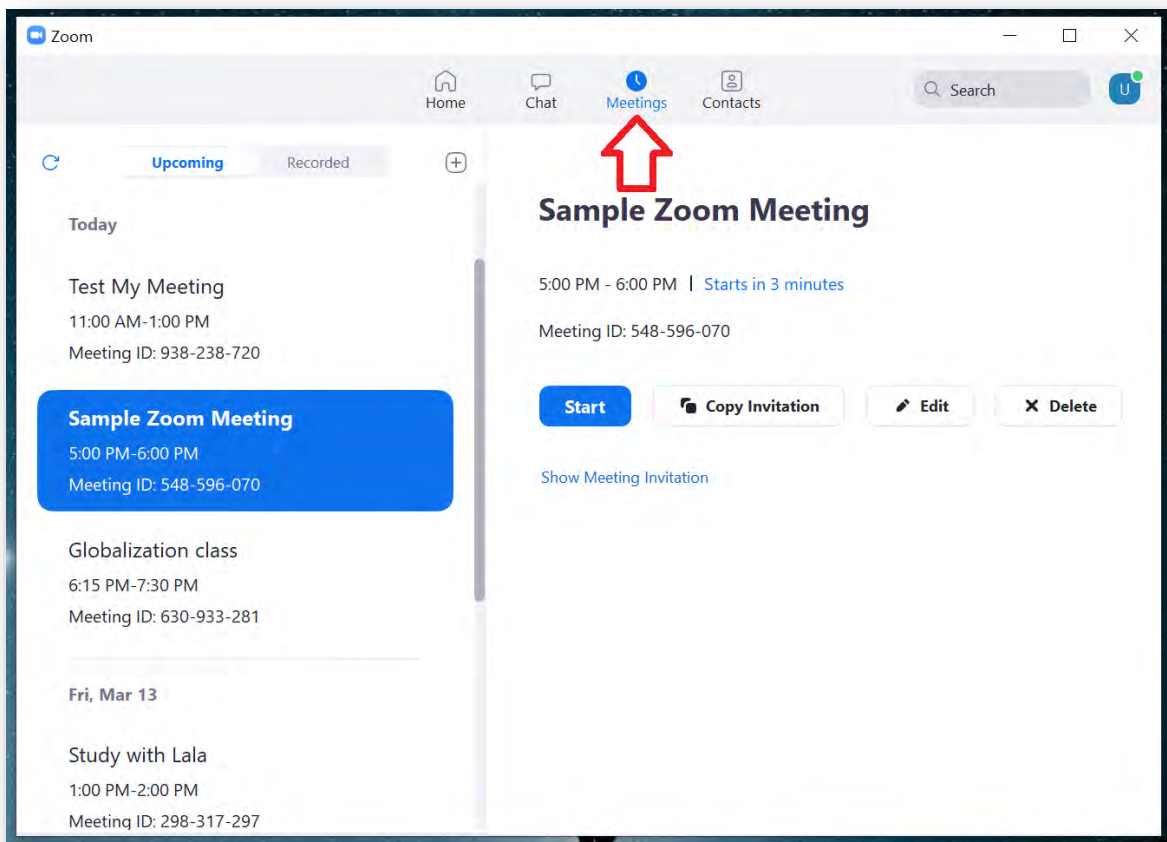 Zoom
Home Chat Meetings Contacts
Search
U
Upcoming Recorded
Today
Test My Meeting
11:00 AM-1:00 PM
Meeting ID: 938-238-720
Sample Zoom Meeting
5:00 PM-6:00 PM
Meeting ID: 548-596-070
Globalization class
6:15 PM-7:30 PM
Meeting ID: 630-933-281
Fri, Mar 13
Study with Lala
1:00 PM-2:00 PM
Meeting ID: 298-317-297
Sample Zoom Meeting
5:00 PM - 6:00 PM | Starts in 3 minutes
Meeting ID: 548-596-070
Start Copy Invitation Edit Delete
Show Meeting Invitation